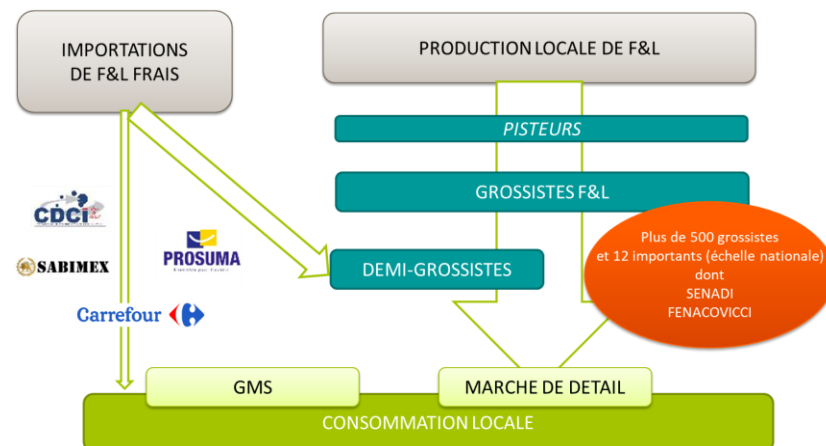 IMPORTATIONS
DE F&L FRAIS
PRODUCTION LOCALE DE F&L
PISTEURS
GROSSISTES F&L
CDCI
SABIMEX
PROSUMA
Carrefour
DEMI-GROSSISTES
Plus de 500 grossistes
et 12 importants (échelle nationale)
dont
SENADI
FENACOVICCI
GMS
MARCHE DE DETAIL
CONSOMMATION LOCALE